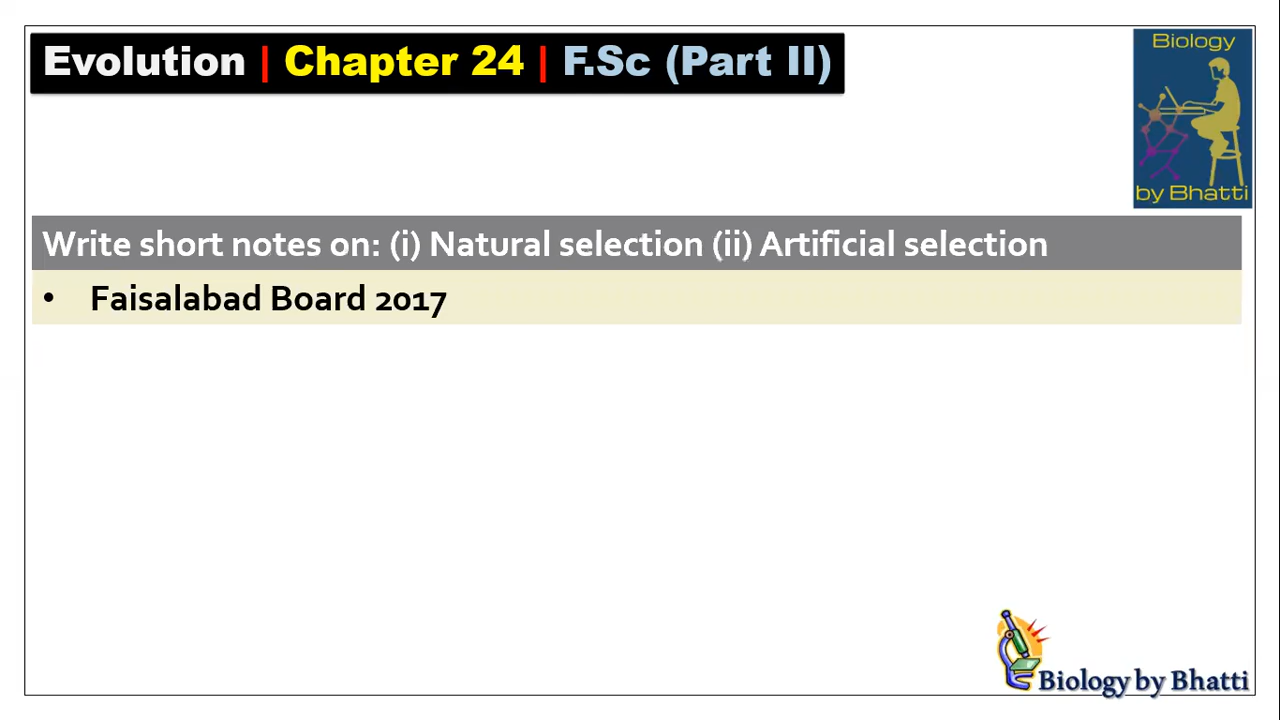 Evolution | Chapter 24 | F.Sc (Part II)
Biology
by Bhatti
Write short notes on: (i) Natural selection (ii) Artificial selection
• Faisalabad Board 2017
Biology by Bhatti